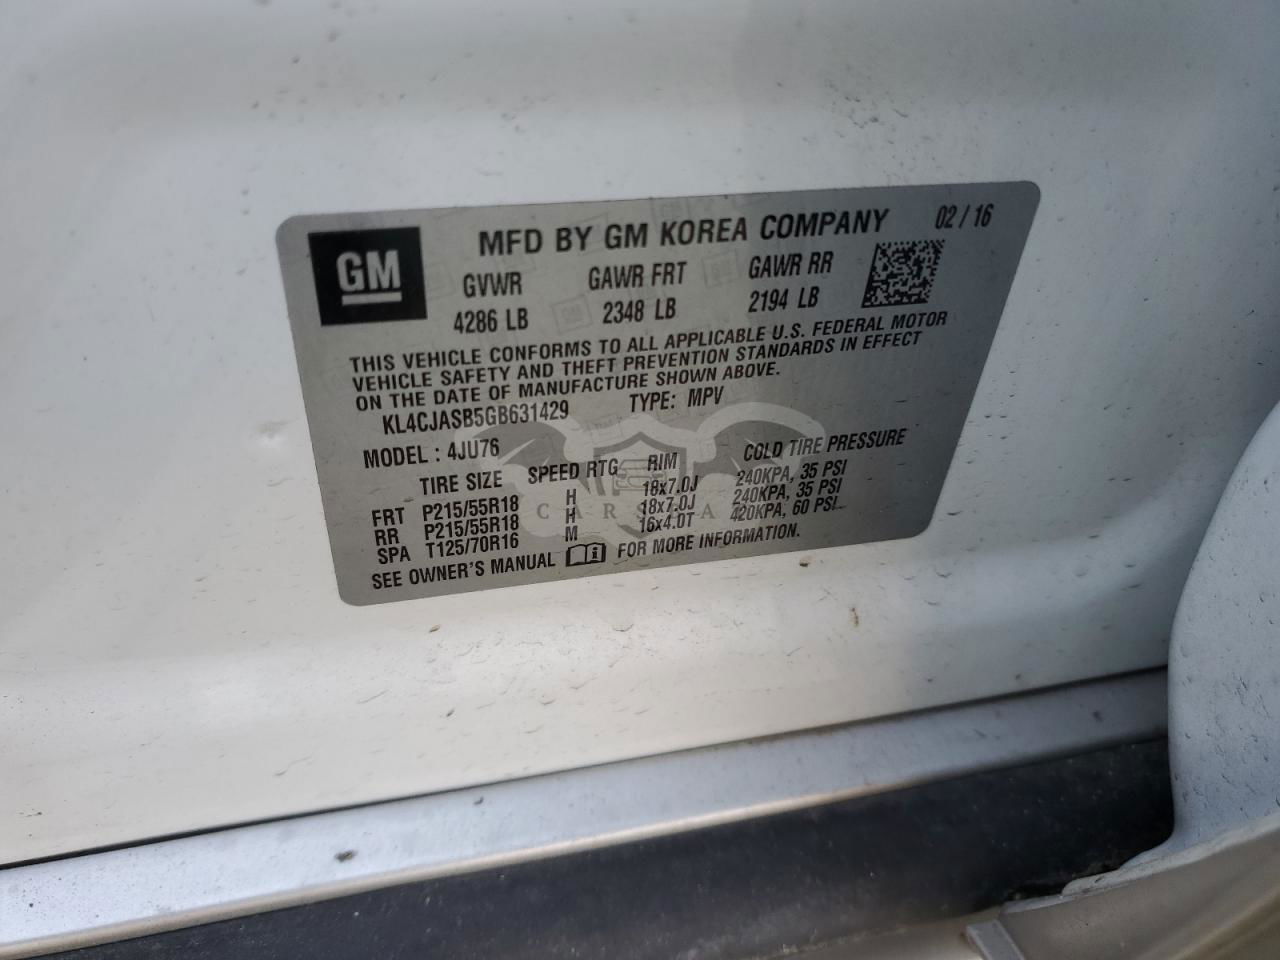 GM
MFD BY GM KOREA COMPANY 02 / 16
GVWR GAWR FRT GAWR RR
4286 LB 2348 LB 2194 LB
THIS VEHICLE CONFORMS TO ALL APPLICABLE U.S. FEDERAL MOTOR
VEHICLE SAFETY AND THEFT PREVENTION STANDARDS IN EFFECT
ON THE DATE OF MANUFACTURE SHOWN ABOVE.
KL4CJASB5GB631429 TYPE: MPV
MODEL : 4JU76
TIRE SIZE SPEED RTG RIM COLD TIRE PRESSURE
FRT P215/55R18 H 18x7.0J 240KPA, 35 PSI
RR P215/55R18 H 18x7.0J 240KPA, 35 PSI
SPA T125/70R16 M 16x4.0T 420KPA, 60 PSI
SEE OWNER'S MANUAL FOR MORE INFORMATION.